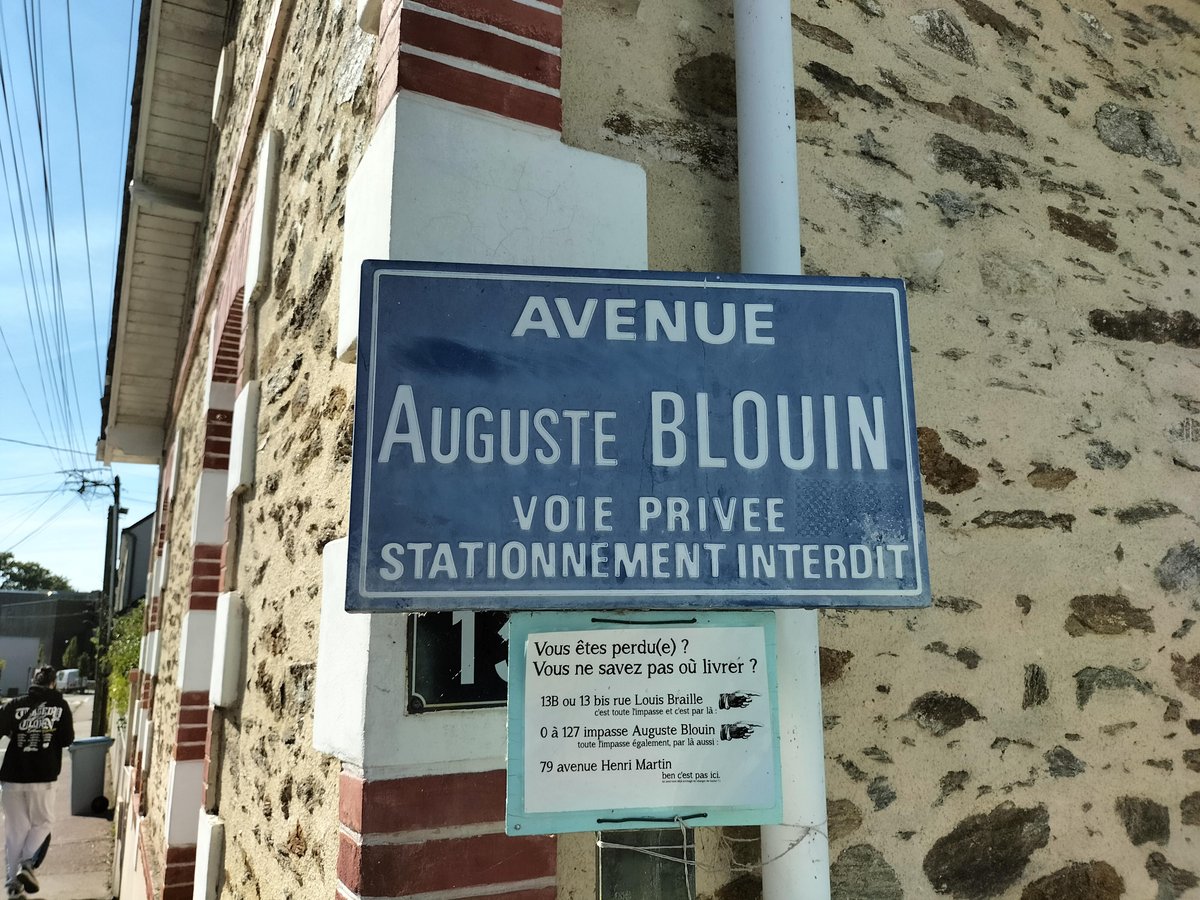 AVENUE
AUGUSTE BLOUIN
VOIE PRIVEE
STATIONNEMENT INTERDIT
13
Vous êtes perdu(e) ?
Vous ne savez pas où livrer ?
13B ou 13 bis rue Louis Braille
c'est toute l'impasse et c'est par là :
0 à 127 impasse Auguste Blouin
toute l'impasse également, par là aussi :
79 avenue Henri Martin
ben c'est pas ici.